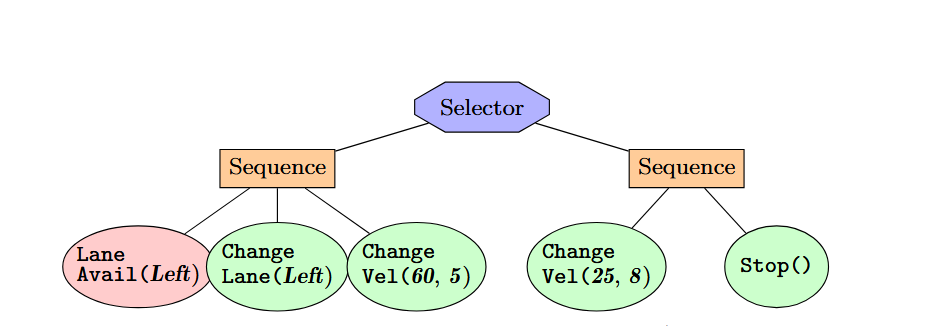 Selector
Sequence
Sequence
Lane
Avail(Left)
Change
Lane(Left)
Change
Vel(60, 5)
Change
Vel(25, 8)
Stop()